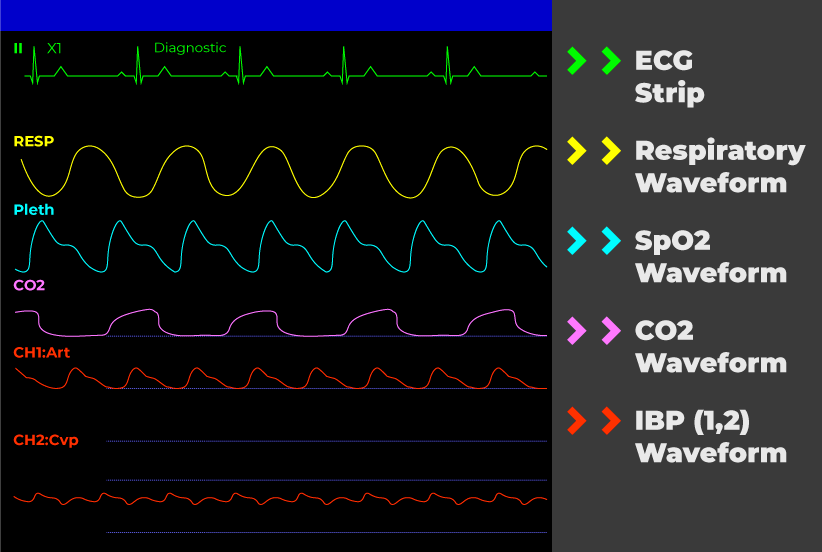 II X1 Diagnostic
RESP
Pleth
CO2
CH1:Art
CH2:Cvp
ECG
Strip
Respiratory
Waveform
SpO2
Waveform
CO2
Waveform
IBP (1,2)
Waveform